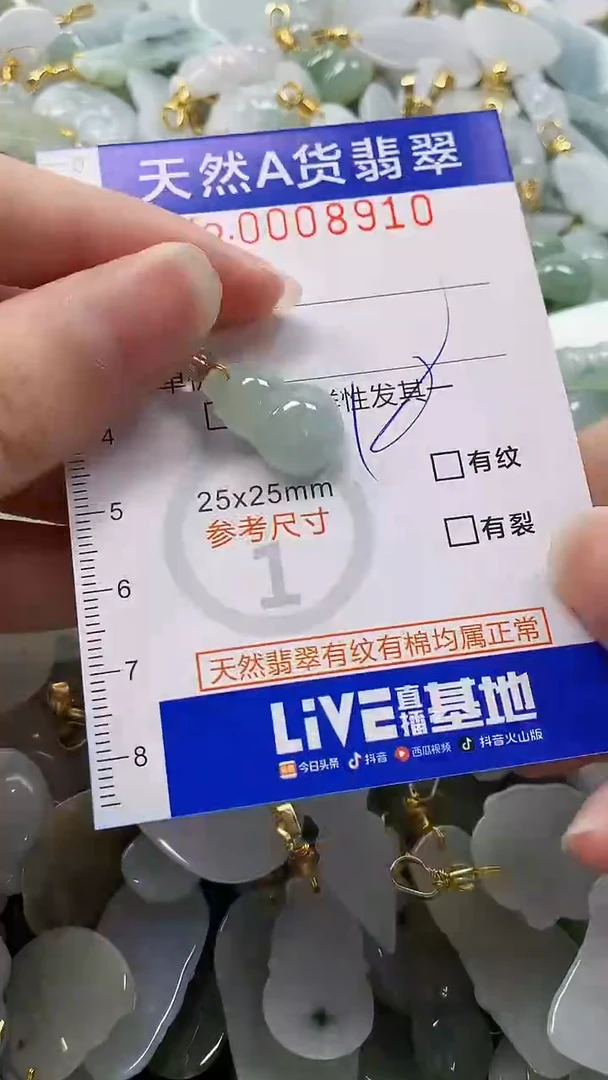 0
天然A货翡翠
.0008910
性发其一
4
有纹
5
25x25mm
参考尺寸
有裂
1
6
天然翡翠有纹有棉均属正常
7
LiVE直播基地
8
今日头条 抖音 西瓜视频 抖音火山版